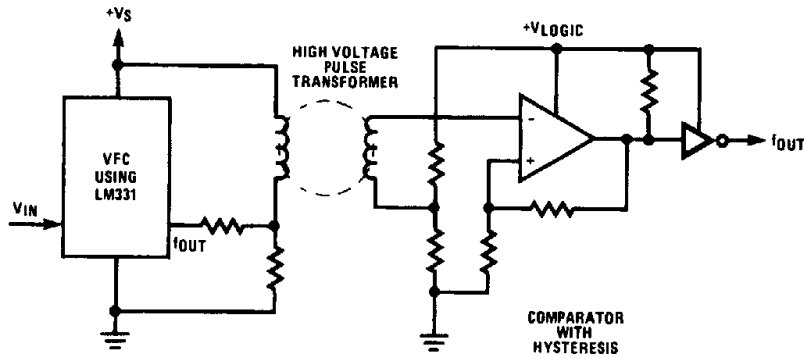 +VS
HIGH VOLTAGE
PULSE
TRANSFORMER
+VLOGIC
VFC
USING
LM331
VIN
fOUT
-
+
fOUT
COMPARATOR
WITH
HYSTERESIS